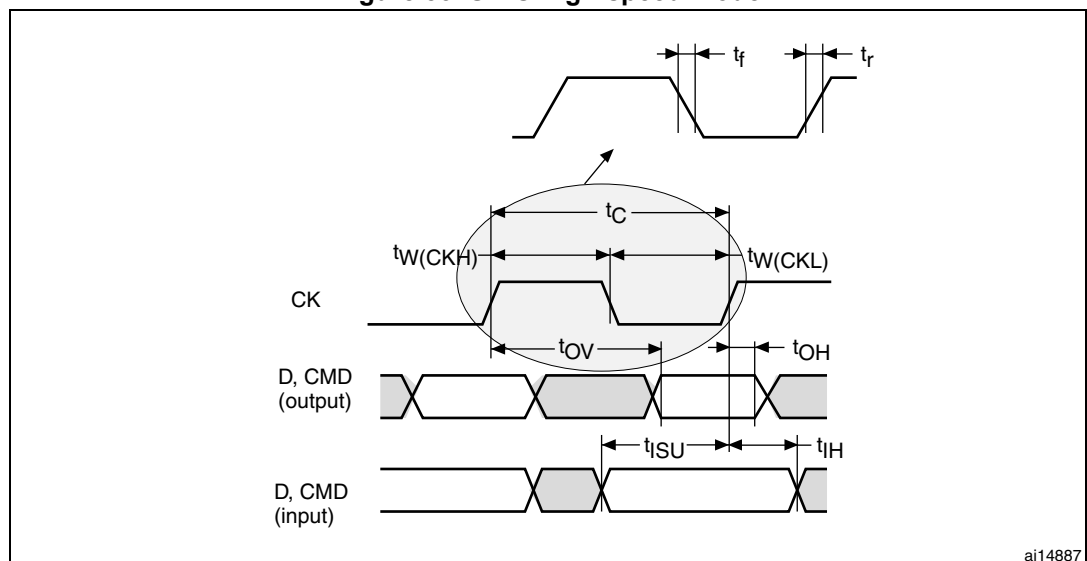 tf
tr
tC
tW(CKH)
tW(CKL)
CK
tOV
tOH
D, CMD
(output)
tISU
tIH
D, CMD
(input)
ai14887